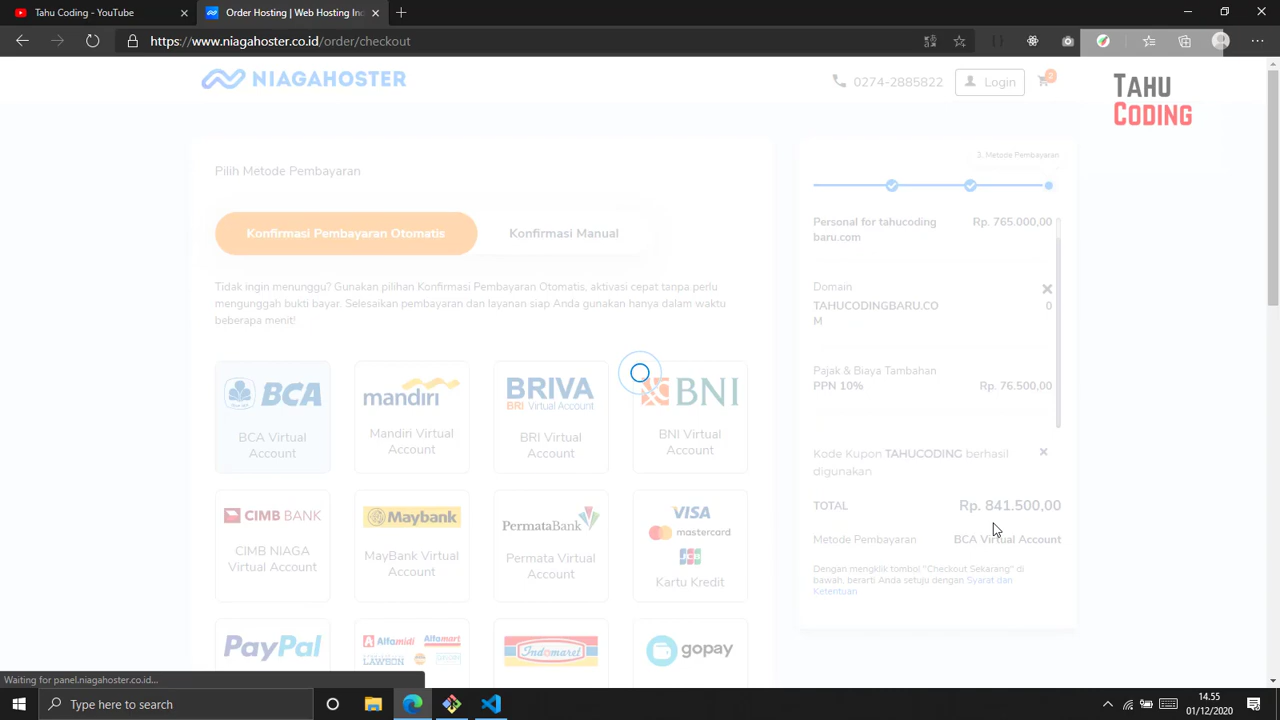 Tahu Coding - YouTube
Order Hosting Niagahoster Inc
https://www.niagahoster.co.id/order/checkout
NIAGAHOSTER
0274-2885822
Login
2
TAHU
CODING
Pilih Metode Pembayaran
Konfirmasi Pembayaran Otomatis
Konfirmasi Manual
Tidak ingin menunggu? Gunakan pilihan Konfirmasi Pembayaran Otomatis, aktivasi cepat tanpa perlu
mengunggah bukti bayar. Selesaikan pembayaran dan layanan siap Anda gunakan hanya dalam waktu
beberapa menit!
BCA
BCA Virtual
Account
mandiri
Mandiri Virtual
Account
BRIVA
BRI Virtual Account
BRI Virtual
Account
BNI
BNI Virtual
Account
CIMB BANK
CIMB NIAGA
Virtual Account
Maybank
MayBank Virtual
Account
PermataBank
Permata Virtual
Account
VISA
mastercard
JCB
Kartu Kredit
PayPal
Alfamidi
Alfamart
LAWSON
Indomaret
gopay
3. Metode Pembayaran
Personal for tahucoding
baru.com
Rp. 765.000,00
Domain
TAHUCODINGBARU.CO
M
0
Pajak & Biaya Tambahan
PPN 10%
Rp. 76.500,00
Kode Kupon TAHUCODING berhasil
digunakan
TOTAL
Rp. 841.500,00
Metode Pembayaran
BCA Virtual Account
Dengan mengklik tombol "Checkout Sekarang" di
bawah, berarti Anda setuju dengan Syarat dan
Ketentuan
Waiting for panel.niagahoster.co.id...
Type here to search
14.55
01/12/2020